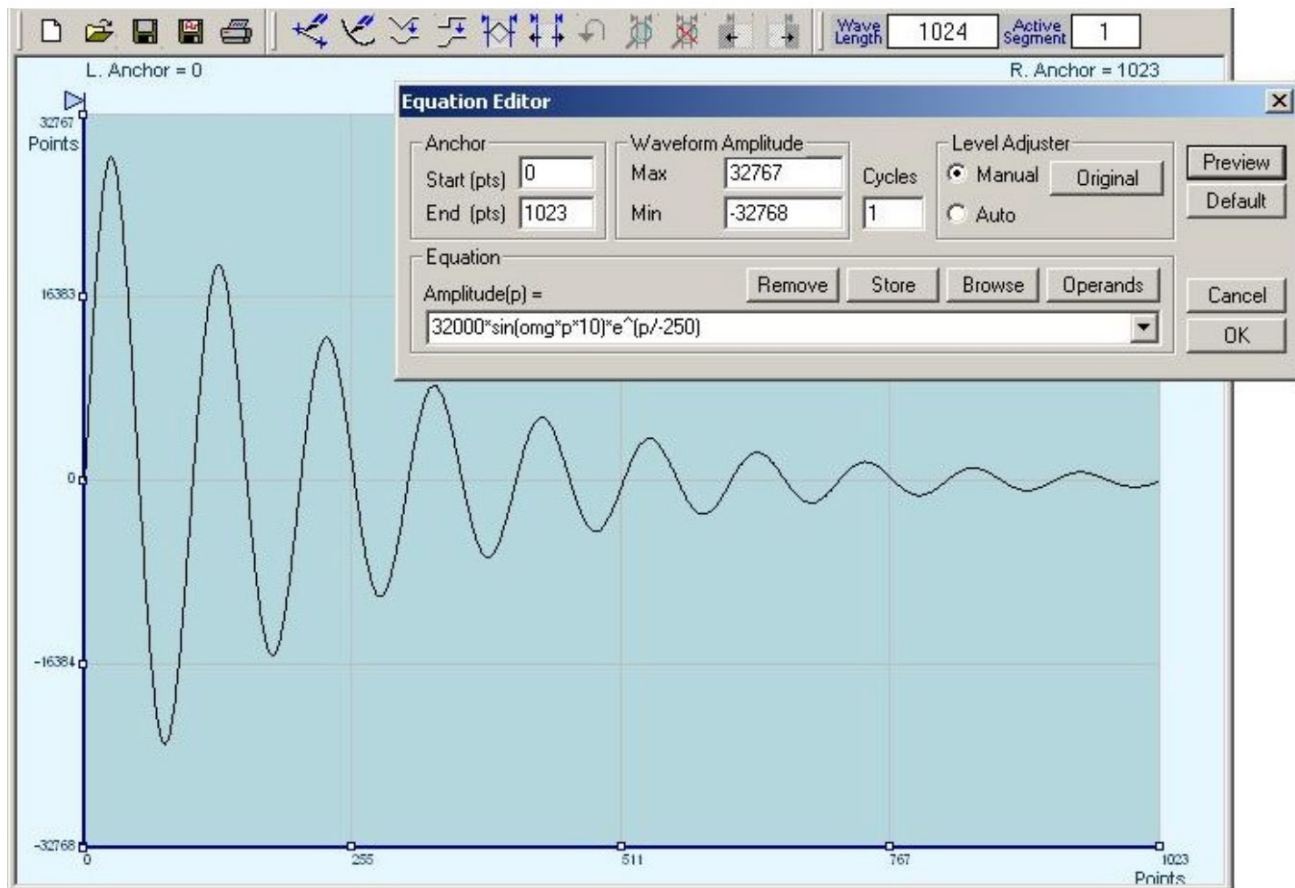 Wave Length 1024 Active Segment 1
L. Anchor = 0
R. Anchor = 1023
Equation Editor
Anchor
Start (pts) 0
End (pts) 1023
Waveform Amplitude
Max 32767
Min -32768
Cycles
1
Level Adjuster
Manual
Original
Auto
Preview
Default
Equation
Amplitude(p) =
Remove Store Browse Operands
32000*sin(omg*p*10)*e^(p/-250)
Cancel
OK
32767
Points
16383
0
-16384
-32768
0 255 511 767 1023
Points